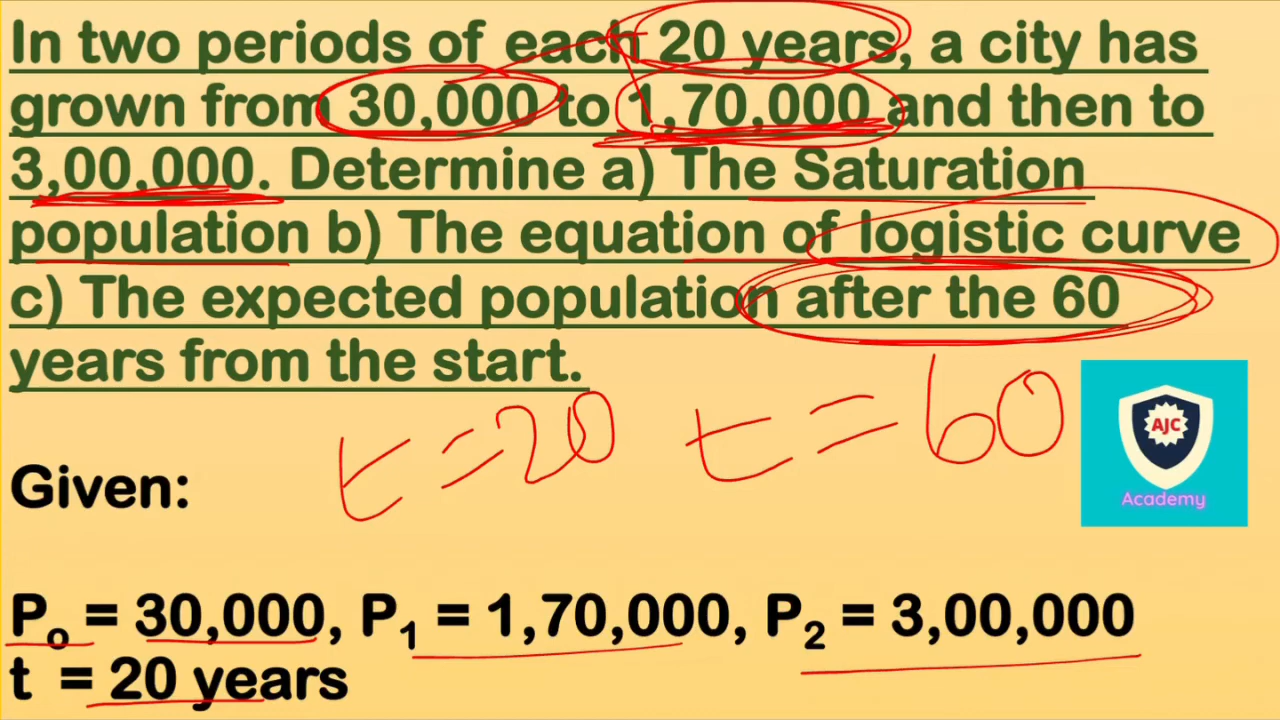 In two periods of each 20 years, a city has
grown from 30,000 to 1,70,000 and then to
3,00,000. Determine a) The Saturation
population b) The equation of logistic curve
c) The expected population after the 60
years from the start.
t = 20 t = 60
AJC
Academy
Given:
Po = 30,000, P1 = 1,70,000, P2 = 3,00,000
t = 20 years